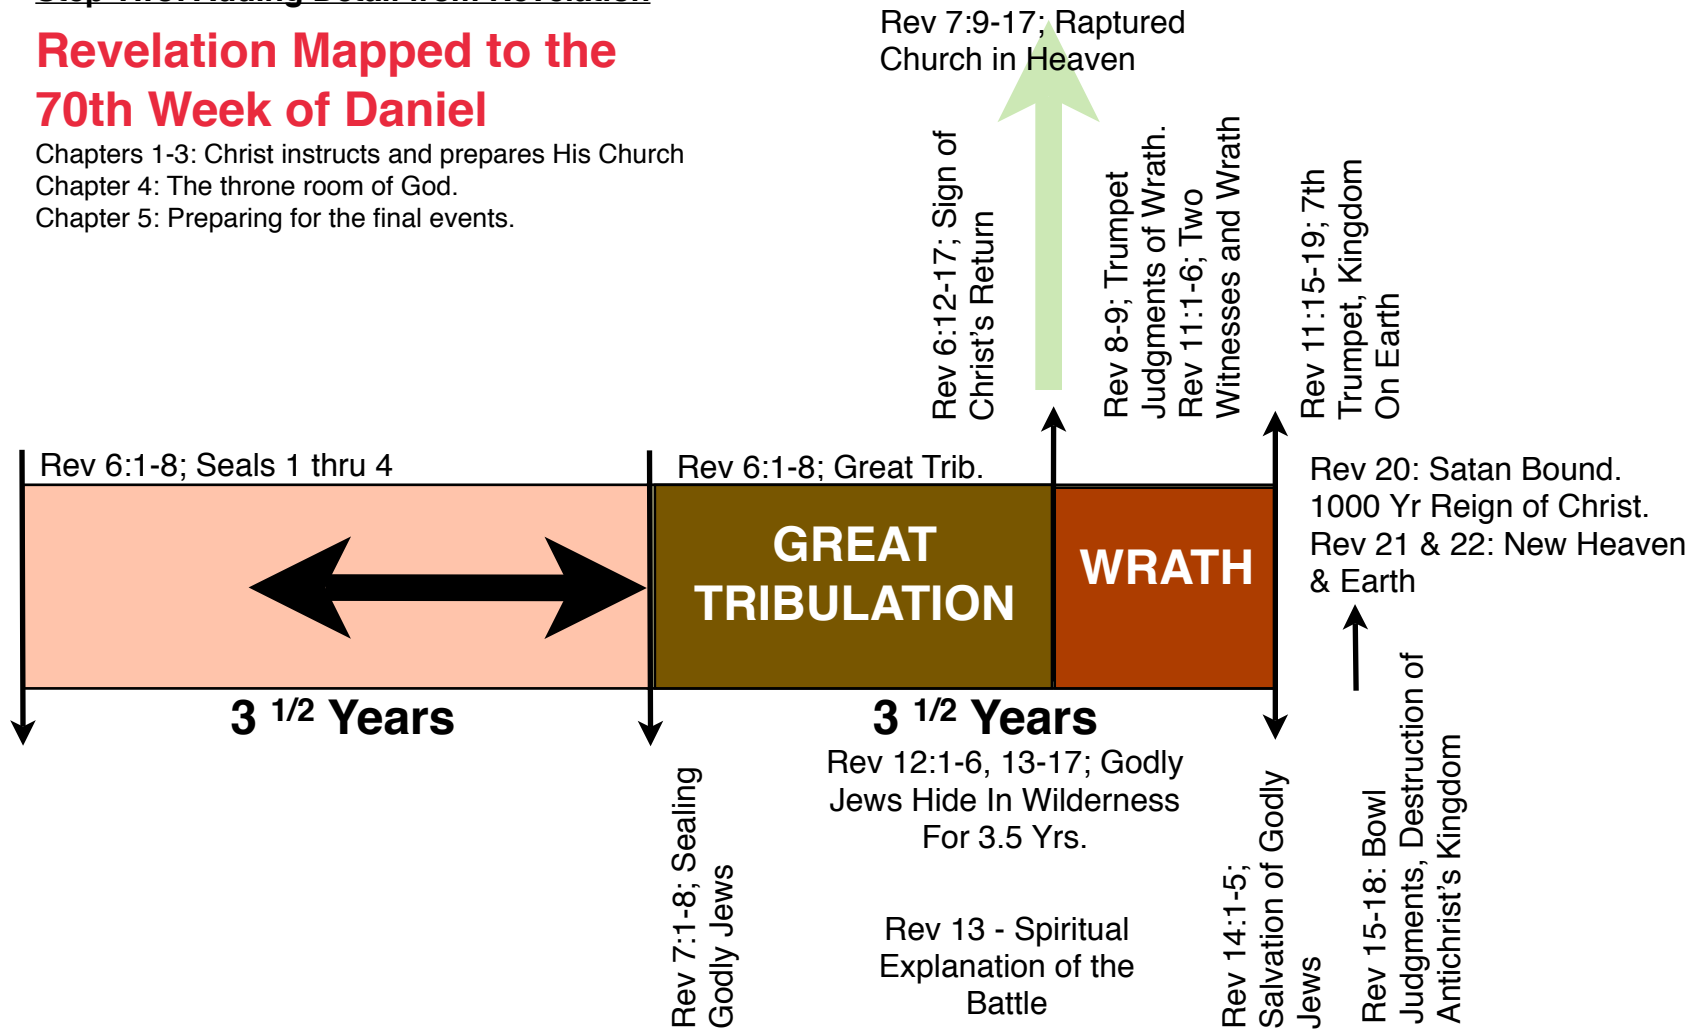 Step Two: Adding Detail from Revelation
Revelation Mapped to the
70th Week of Daniel
Chapters 1-3: Christ instructs and prepares His Church
Chapter 4: The throne room of God.
Chapter 5: Preparing for the final events.
Rev 7:9-17; Raptured
Church in Heaven
Rev 6:12-17; Sign of
Christ's Return
Rev 8-9; Trumpet
Judgments of Wrath.
Rev 11:1-6; Two
Witnesses and Wrath
Rev 11:15-19; 7th
Trumpet, Kingdom
On Earth
Rev 6:1-8; Seals 1 thru 4
Rev 6:1-8; Great Trib.
GREAT
TRIBULATION
WRATH
Rev 20: Satan Bound.
1000 Yr Reign of Christ.
Rev 21 & 22: New Heaven
& Earth
3 1/2 Years
3 1/2 Years
Rev 12:1-6, 13-17; Godly
Jews Hide In Wilderness
For 3.5 Yrs.
Rev 13 - Spiritual
Explanation of the
Battle
Rev 7:1-8; Sealing
Godly Jews
Rev 14:1-5;
Salvation of Godly
Jews
Rev 15-18: Bowl
Judgments, Destruction of
Antichrist's Kingdom